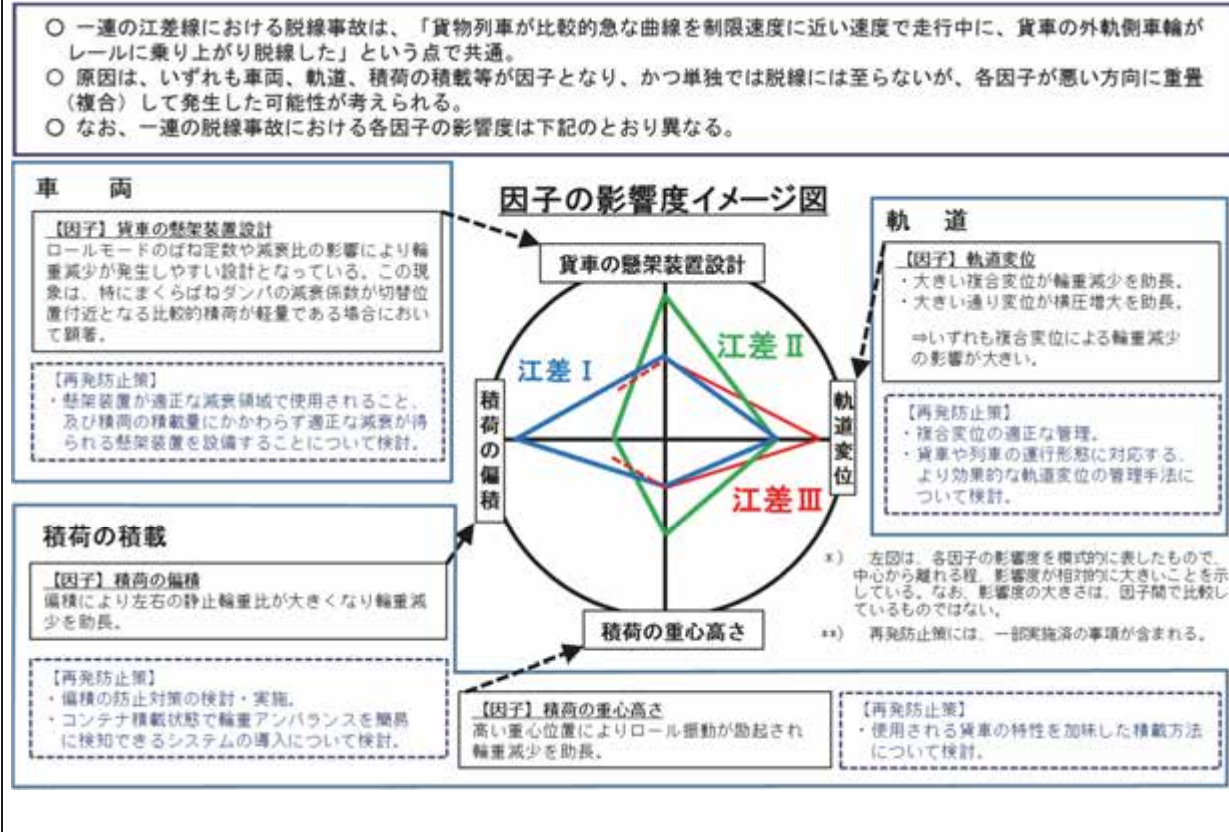 ○ 一連の江差線における脱線事故は、「貨物列車が比較的急な曲線を制限速度に近い速度で走行中に、貨車の外軌側車輪が
レールに乗り上がり脱線した」という点で共通。
○ 原因は、いずれも車両、軌道、積荷の積載等が因子となり、かつ単独では脱線には至らないが、各因子が悪い方向に重畳
（複合）して発生した可能性が考えられる。
○ なお、一連の脱線事故における各因子の影響度は下記のとおり異なる。
車 両
【因子】貨車の懸架装置設計
ロールモードのばね定数や減衰比の影響により輪
重減少が発生しやすい設計となっている。この現
象は、特にまくらばねダンパの減衰係数が切替位
置付近となる比較的積荷が軽量である場合におい
て顕著。
【再発防止策】
・懸架装置が適正な減衰領域で使用されること、
及び積荷の積載量にかかわらず適正な減衰が得
られる懸架装置を設備することについて検討。
因子の影響度イメージ図
貨車の懸架装置設計
江差Ⅰ
江差Ⅱ
江差Ⅲ
積荷の偏積
軌道変位
積荷の重心高さ
軌 道
【因子】軌道変位
・大きい複合変位が輪重減少を助長。
・大きい通り変位が横圧増大を助長。
⇒いずれも複合変位による輪重減少
の影響が大きい。
【再発防止策】
・複合変位の適正な管理。
・貨車や列車の運行形態に対応する、
より効果的な軌道変位の管理手法に
ついて検討。
*） 左図は、各因子の影響度を模式的に表したもので、
中心から離れる程、影響度が相対的に大きいことを示
している。なお、影響度の大きさは、因子間で比較し
ているものではない。
**） 再発防止策には、一部実施済の事項が含まれる。
積荷の積載
【因子】積荷の偏積
偏積により左右の静止輪重比が大きくなり輪重減
少を助長。
【再発防止策】
・偏積の防止対策の検討・実施。
・コンテナ積載状態で輪重アンバランスを簡易
に検知できるシステムの導入について検討。
【因子】積荷の重心高さ
高い重心位置によりロール振動が励起され
輪重減少を助長。
【再発防止策】
・使用される貨車の特性を加味した積載方法
について検討。